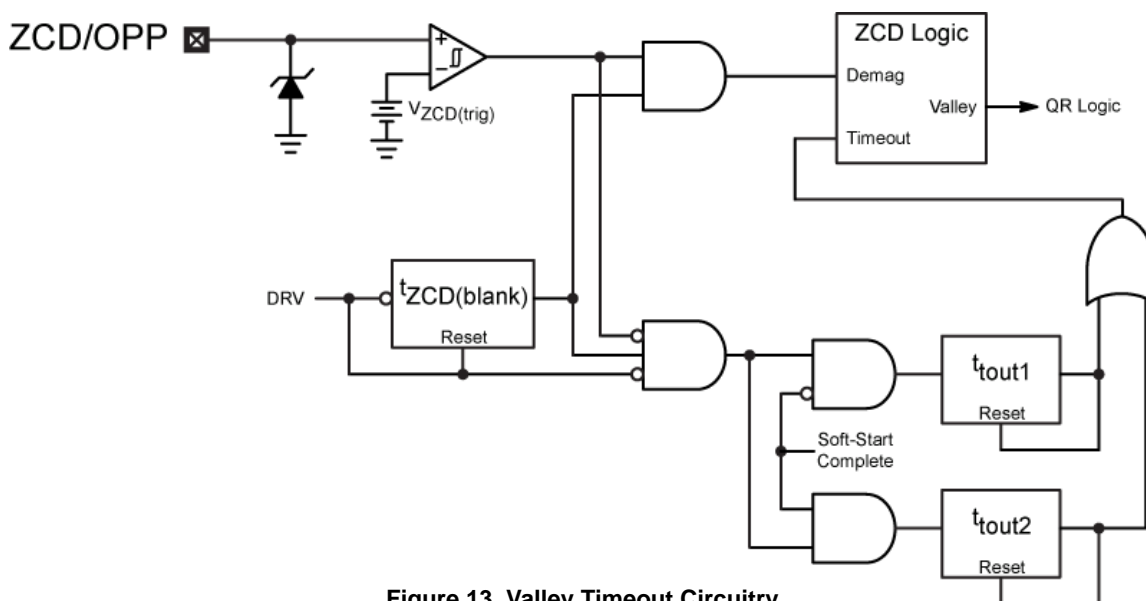 ZCD/OPP
VZCD(trig)
ZCD Logic
Demag
Valley
QR Logic
Timeout
+
−
DRV
tZCD(blank)
Reset
ttout1
Reset
Soft-Start
Complete
ttout2
Reset
Figure 13. Valley Timeout Circuitry